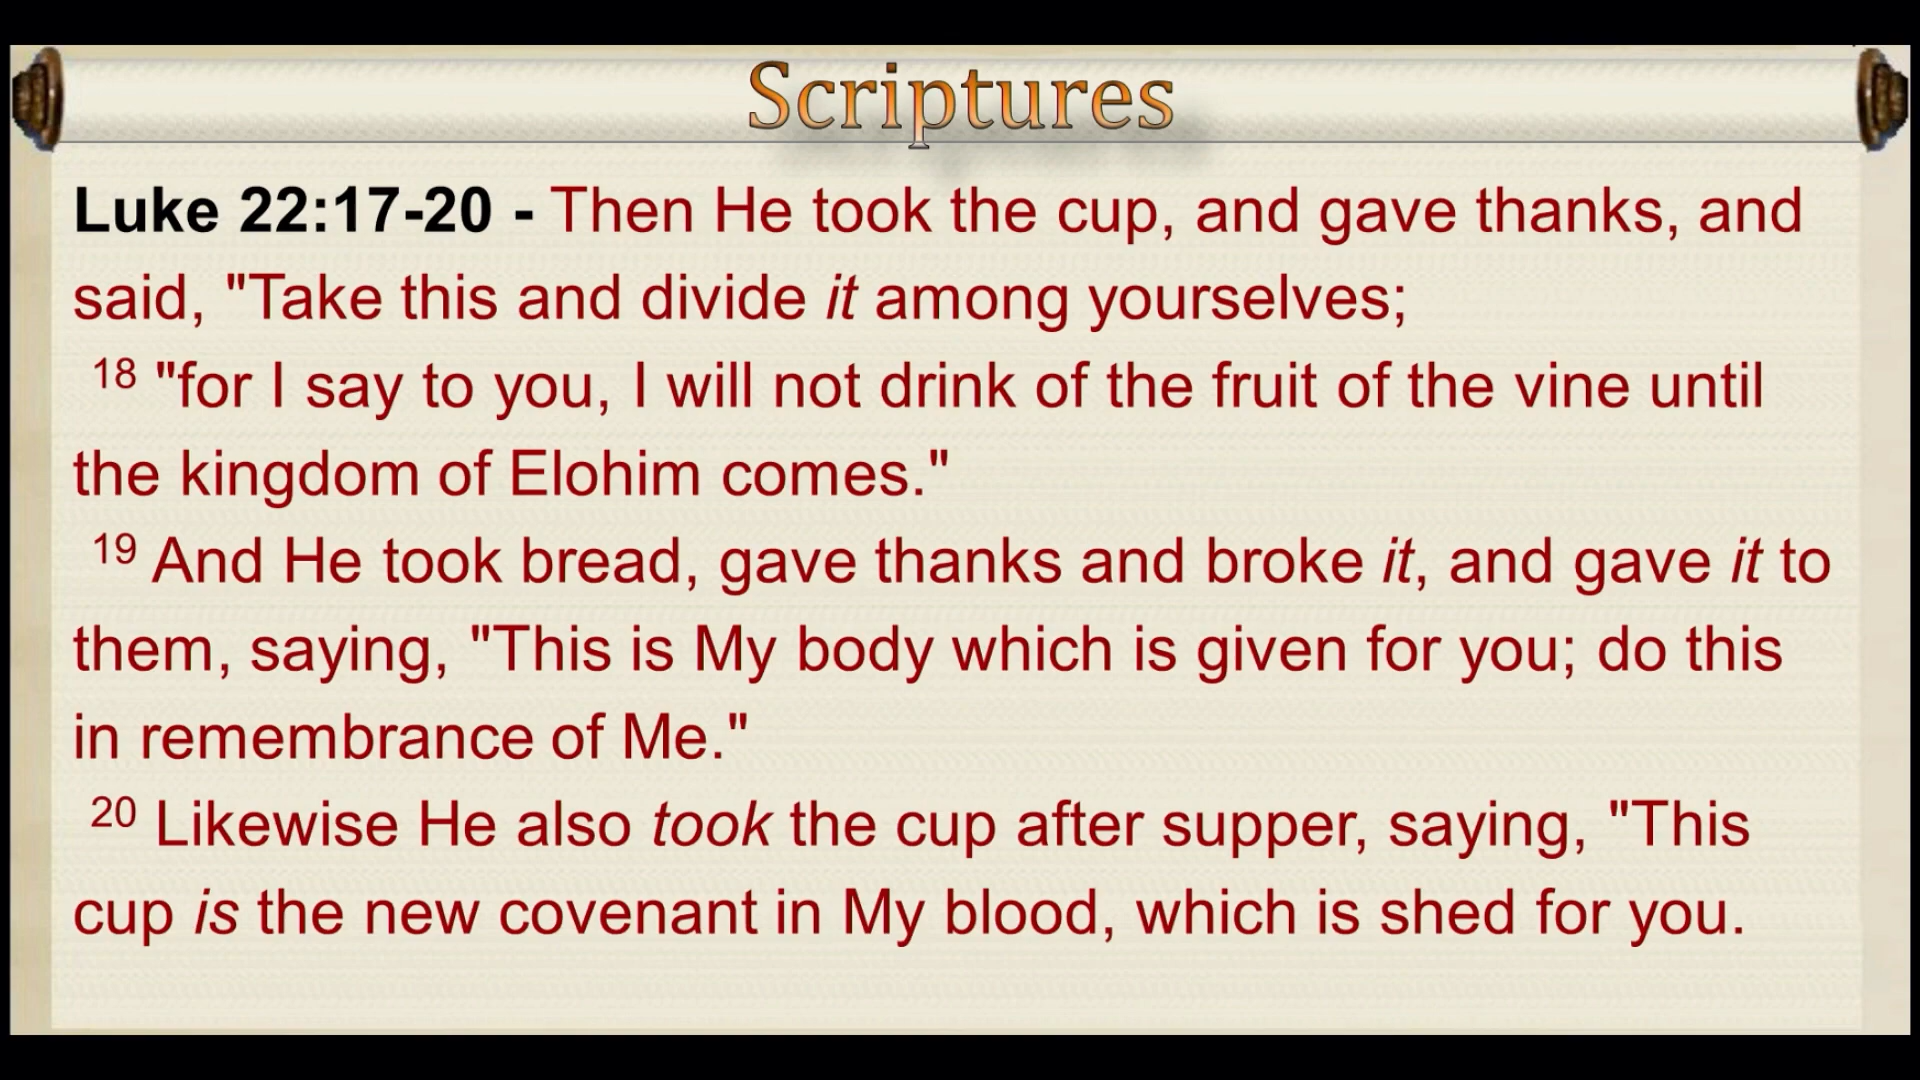 Scriptures
Luke 22:17-20 - Then He took the cup, and gave thanks, and
said, "Take this and divide it among yourselves;
18 "for I say to you, I will not drink of the fruit of the vine until
the kingdom of Elohim comes."
19 And He took bread, gave thanks and broke it, and gave it to
them, saying, "This is My body which is given for you; do this
in remembrance of Me."
20 Likewise He also took the cup after supper, saying, "This
cup is the new covenant in My blood, which is shed for you.